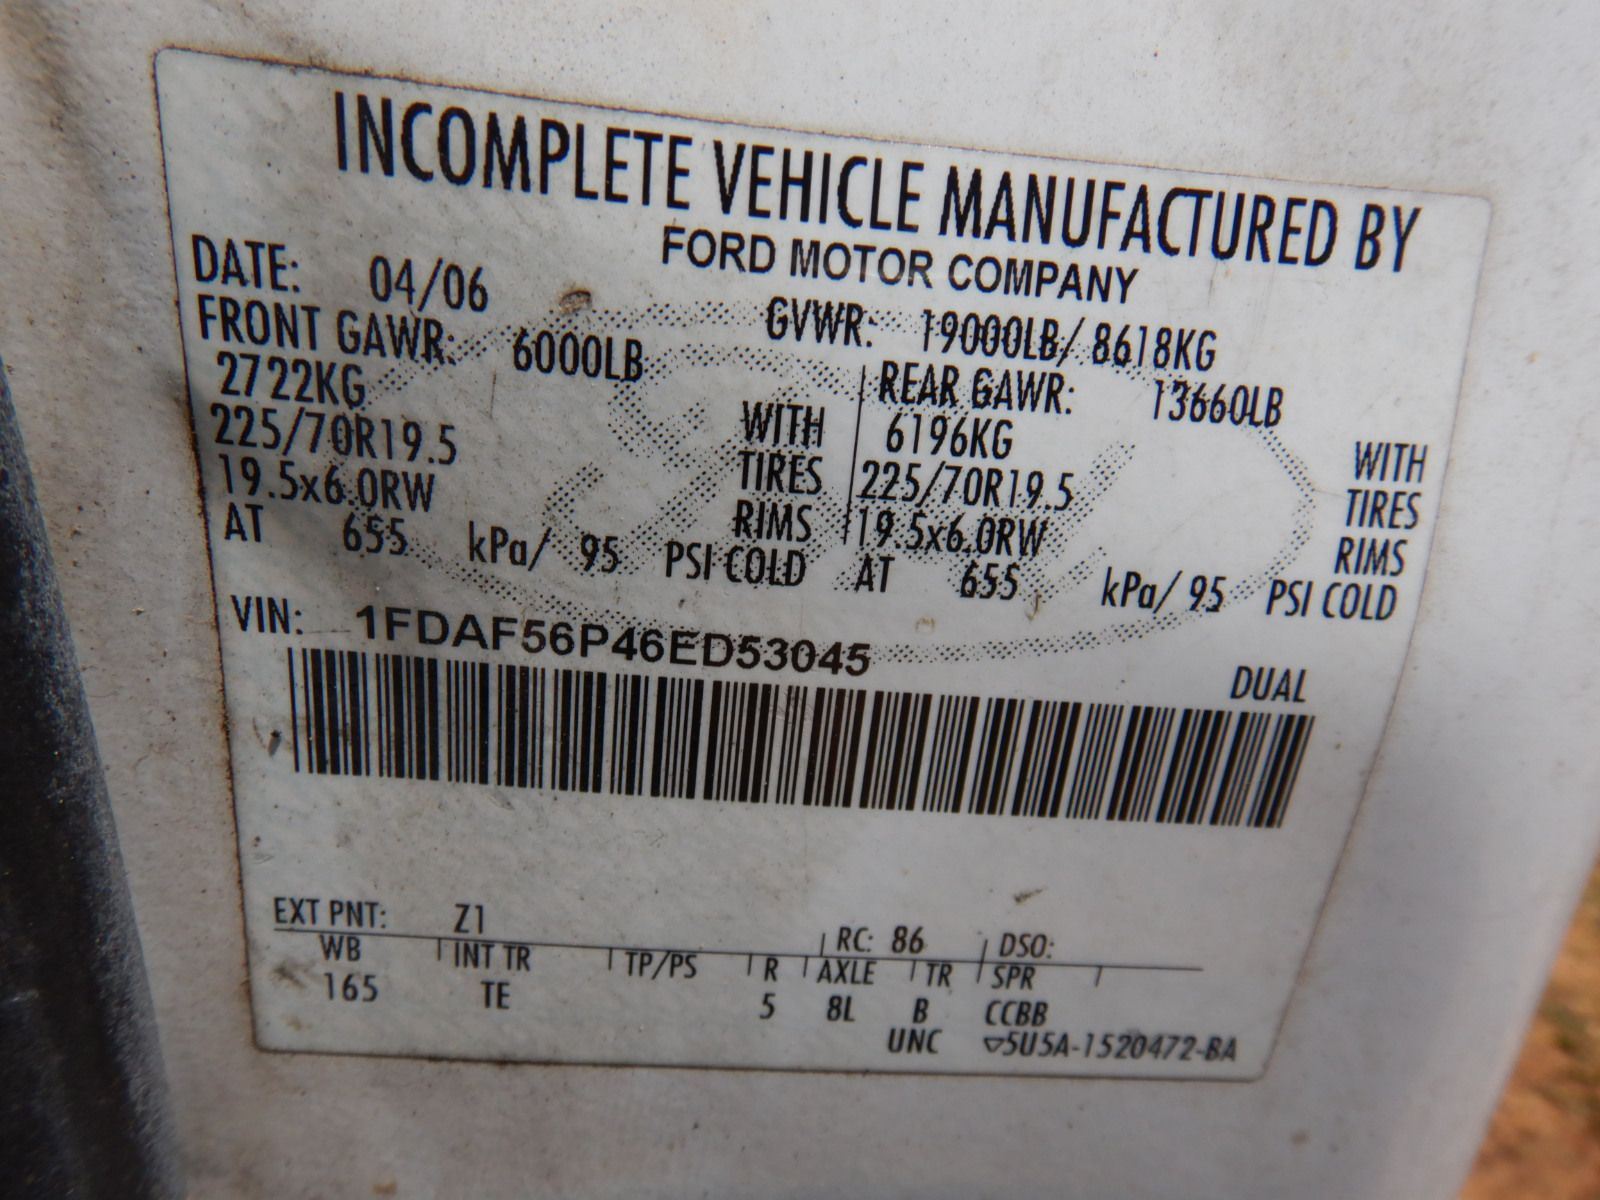 INCOMPLETE VEHICLE MANUFACTURED BY
FORD MOTOR COMPANY
DATE: 04/06 GVWR: 19000LB/ 8618KG
FRONT GAWR: 6000LB REAR GAWR: 13660LB
2722KG WITH 6196KG WITH
225/70R19.5 TIRES 225/70R19.5 TIRES
19.5x6.0RW RIMS 19.5x6.0RW RIMS
AT 655 kPa/ 95 PSI COLD AT 655 kPa/ 95 PSI COLD
VIN: 1FDAF56P46ED53045 DUAL
EXT PNT: Z1 RC: 86 DSO:
WB INT TR TP/PS R AXLE TR SPR
165 TE 5 8L B CCBB
UNC ▽5U5A-1520472-BA